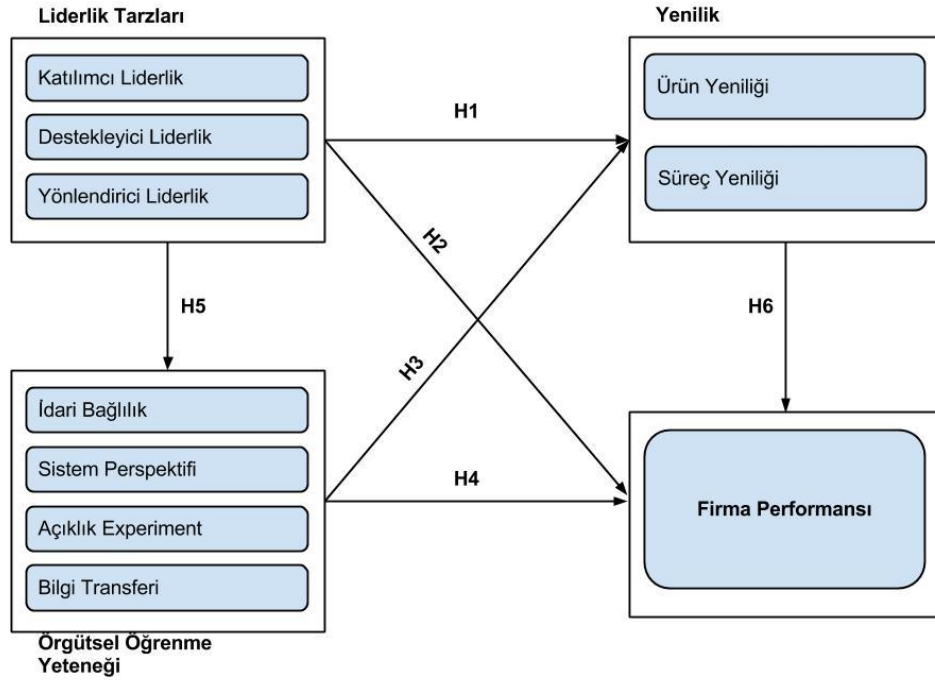 Liderlik Tarzları
Katılımcı Liderlik
Destekleyici Liderlik
Yönlendirici Liderlik
Yenilik
Ürün Yeniliği
Süreç Yeniliği
H1
H2
H3
H4
H5
H6
İdari Bağlılık
Sistem Perspektifi
Açıklık Experiment
Bilgi Transferi
Örgütsel Öğrenme
Yeteneği
Firma Performansı